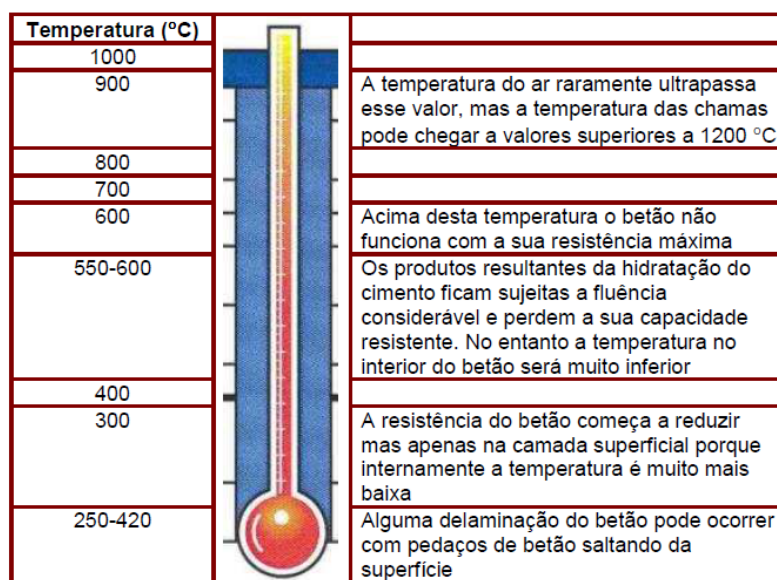 Temperatura (ºC)
1000
900
A temperatura do ar raramente ultrapassa
esse valor, mas a temperatura das chamas
pode chegar a valores superiores a 1200 °C
800
700
600
Acima desta temperatura o betão não
funciona com a sua resistência máxima
550-600
Os produtos resultantes da hidratação do
cimento ficam sujeitas a fluência
considerável e perdem a sua capacidade
resistente. No entanto a temperatura no
interior do betão será muito inferior
400
300
A resistência do betão começa a reduzir
mas apenas na camada superficial porque
internamente a temperatura é muito mais
baixa
250-420
Alguma delaminação do betão pode ocorrer
com pedaços de betão saltando da
superfície